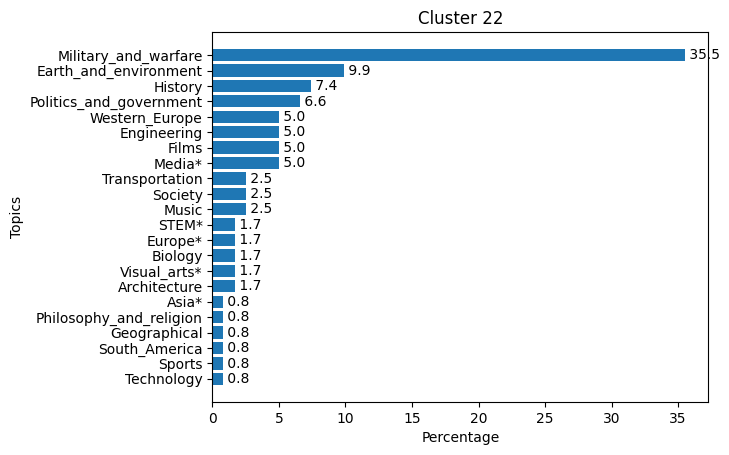 Cluster 22
Military_and_warfare 35.5
Earth_and_environment 9.9
History 7.4
Politics_and_government 6.6
Western_Europe 5.0
Engineering 5.0
Films 5.0
Media* 5.0
Transportation 2.5
Society 2.5
Music 2.5
STEM* 1.7
Europe* 1.7
Biology 1.7
Visual_arts* 1.7
Architecture 1.7
Asia* 0.8
Philosophy_and_religion 0.8
Geographical 0.8
South_America 0.8
Sports 0.8
Technology 0.8
Topics
0 5 10 15 20 25 30 35
Percentage